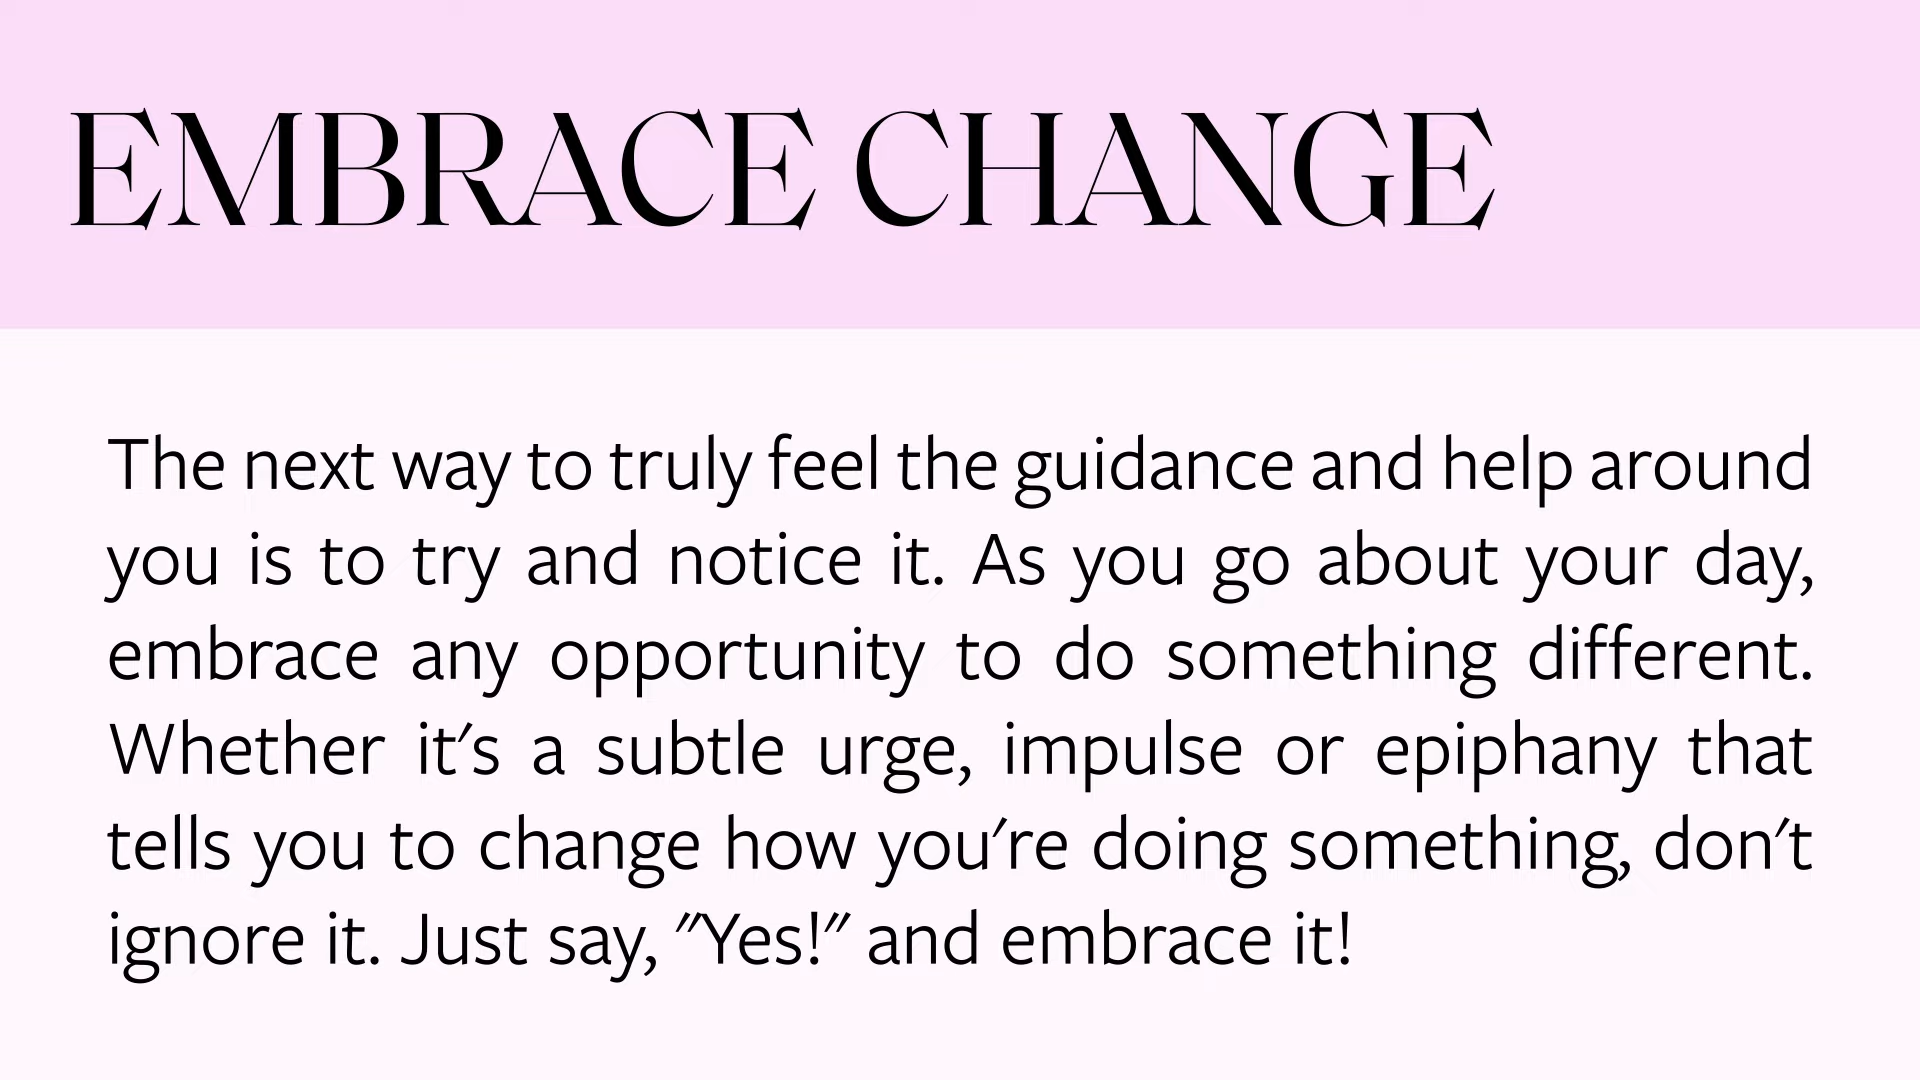 EMBRACE CHANGE
The next way to truly feel the guidance and help around
you is to try and notice it. As you go about your day,
embrace any opportunity to do something different.
Whether it's a subtle urge, impulse or epiphany that
tells you to change how you're doing something, don't
ignore it. Just say, "Yes!" and embrace it!